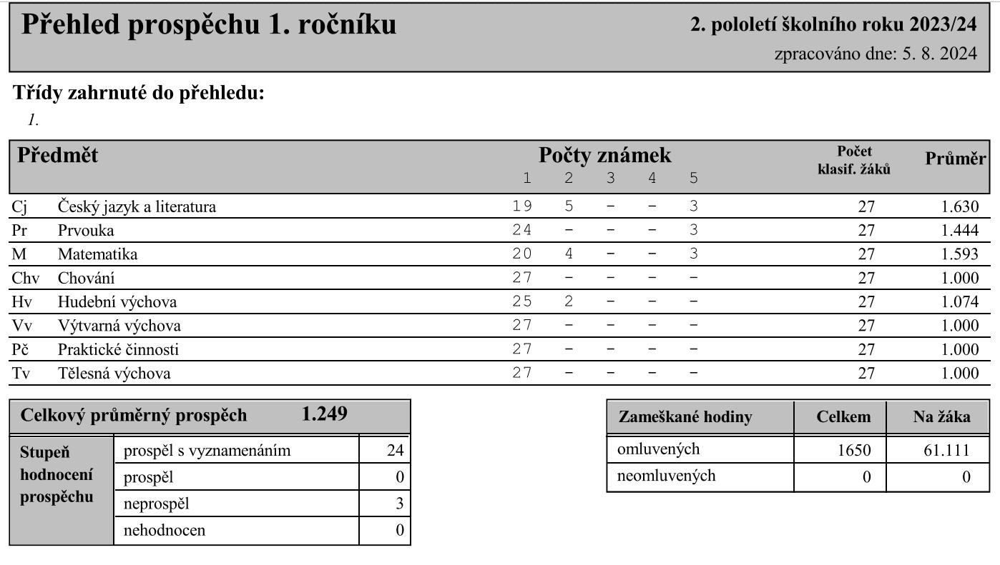 Přehled prospěchu 1. ročníku
2. pololetí školního roku 2023/24
zpracováno dne: 5. 8. 2024
Třídy zahrnuté do přehledu:
1.
Předmět Počty známek Počet klasif. žáků Průměr
1 2 3 4 5
Cj Český jazyk a literatura 19 5 - - 3 27 1.630
Pr Prvouka 24 - - - 3 27 1.444
M Matematika 20 4 - - 3 27 1.593
Chv Chování 27 - - - - 27 1.000
Hv Hudební výchova 25 2 - - - 27 1.074
Vv Výtvarná výchova 27 - - - - 27 1.000
Pč Praktické činnosti 27 - - - - 27 1.000
Tv Tělesná výchova 27 - - - - 27 1.000
Celkový průměrný prospěch 1.249
Stupeň hodnocení prospěchu
prospěl s vyznamenáním 24
prospěl 0
neprospěl 3
nehodnocen 0
Zameškané hodiny Celkem Na žáka
omluvených 1650 61.111
neomluvených 0 0